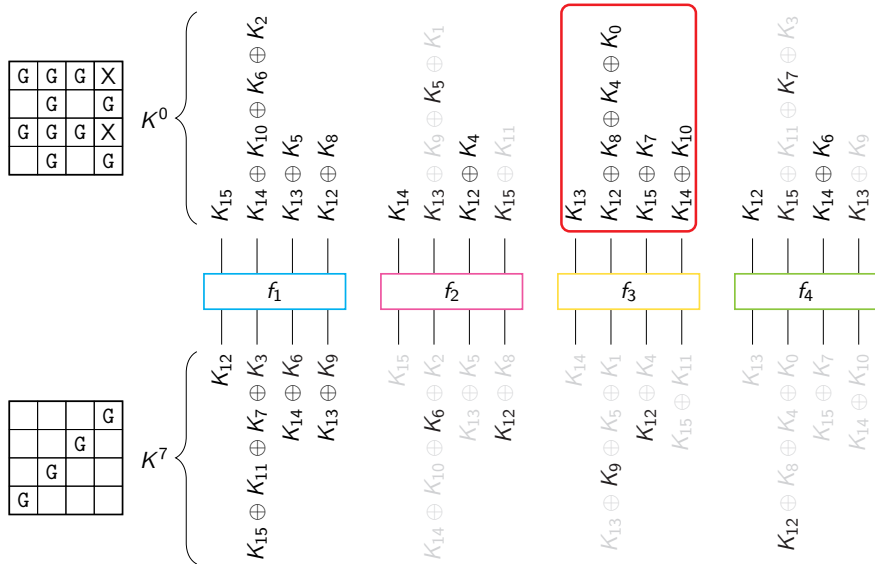 G G G X
G G
G G G X
G G
K^0
K_15
K_14 ⊕ K_10 ⊕ K_6 ⊕ K_2
K_13 ⊕ K_5
K_12 ⊕ K_8
K_14
K_13 ⊕ K_9 ⊕ K_5 ⊕ K_1
K_12 ⊕ K_4
K_15 ⊕ K_11
K_13
K_12 ⊕ K_8 ⊕ K_4 ⊕ K_0
K_15 ⊕ K_7
K_14 ⊕ K_10
K_12
K_15 ⊕ K_11 ⊕ K_7 ⊕ K_3
K_14 ⊕ K_6
K_13 ⊕ K_9
f_1
f_2
f_3
f_4
G
G
G
G
K^7
K_12
K_15 ⊕ K_11 ⊕ K_7 ⊕ K_3
K_14 ⊕ K_6
K_13 ⊕ K_9
K_15
K_14 ⊕ K_10 ⊕ K_6 ⊕ K_2
K_13 ⊕ K_5
K_12 ⊕ K_8
K_14
K_13 ⊕ K_9 ⊕ K_5 ⊕ K_1
K_12 ⊕ K_4
K_15 ⊕ K_11
K_13
K_12 ⊕ K_8 ⊕ K_4 ⊕ K_0
K_15 ⊕ K_7
K_14 ⊕ K_10